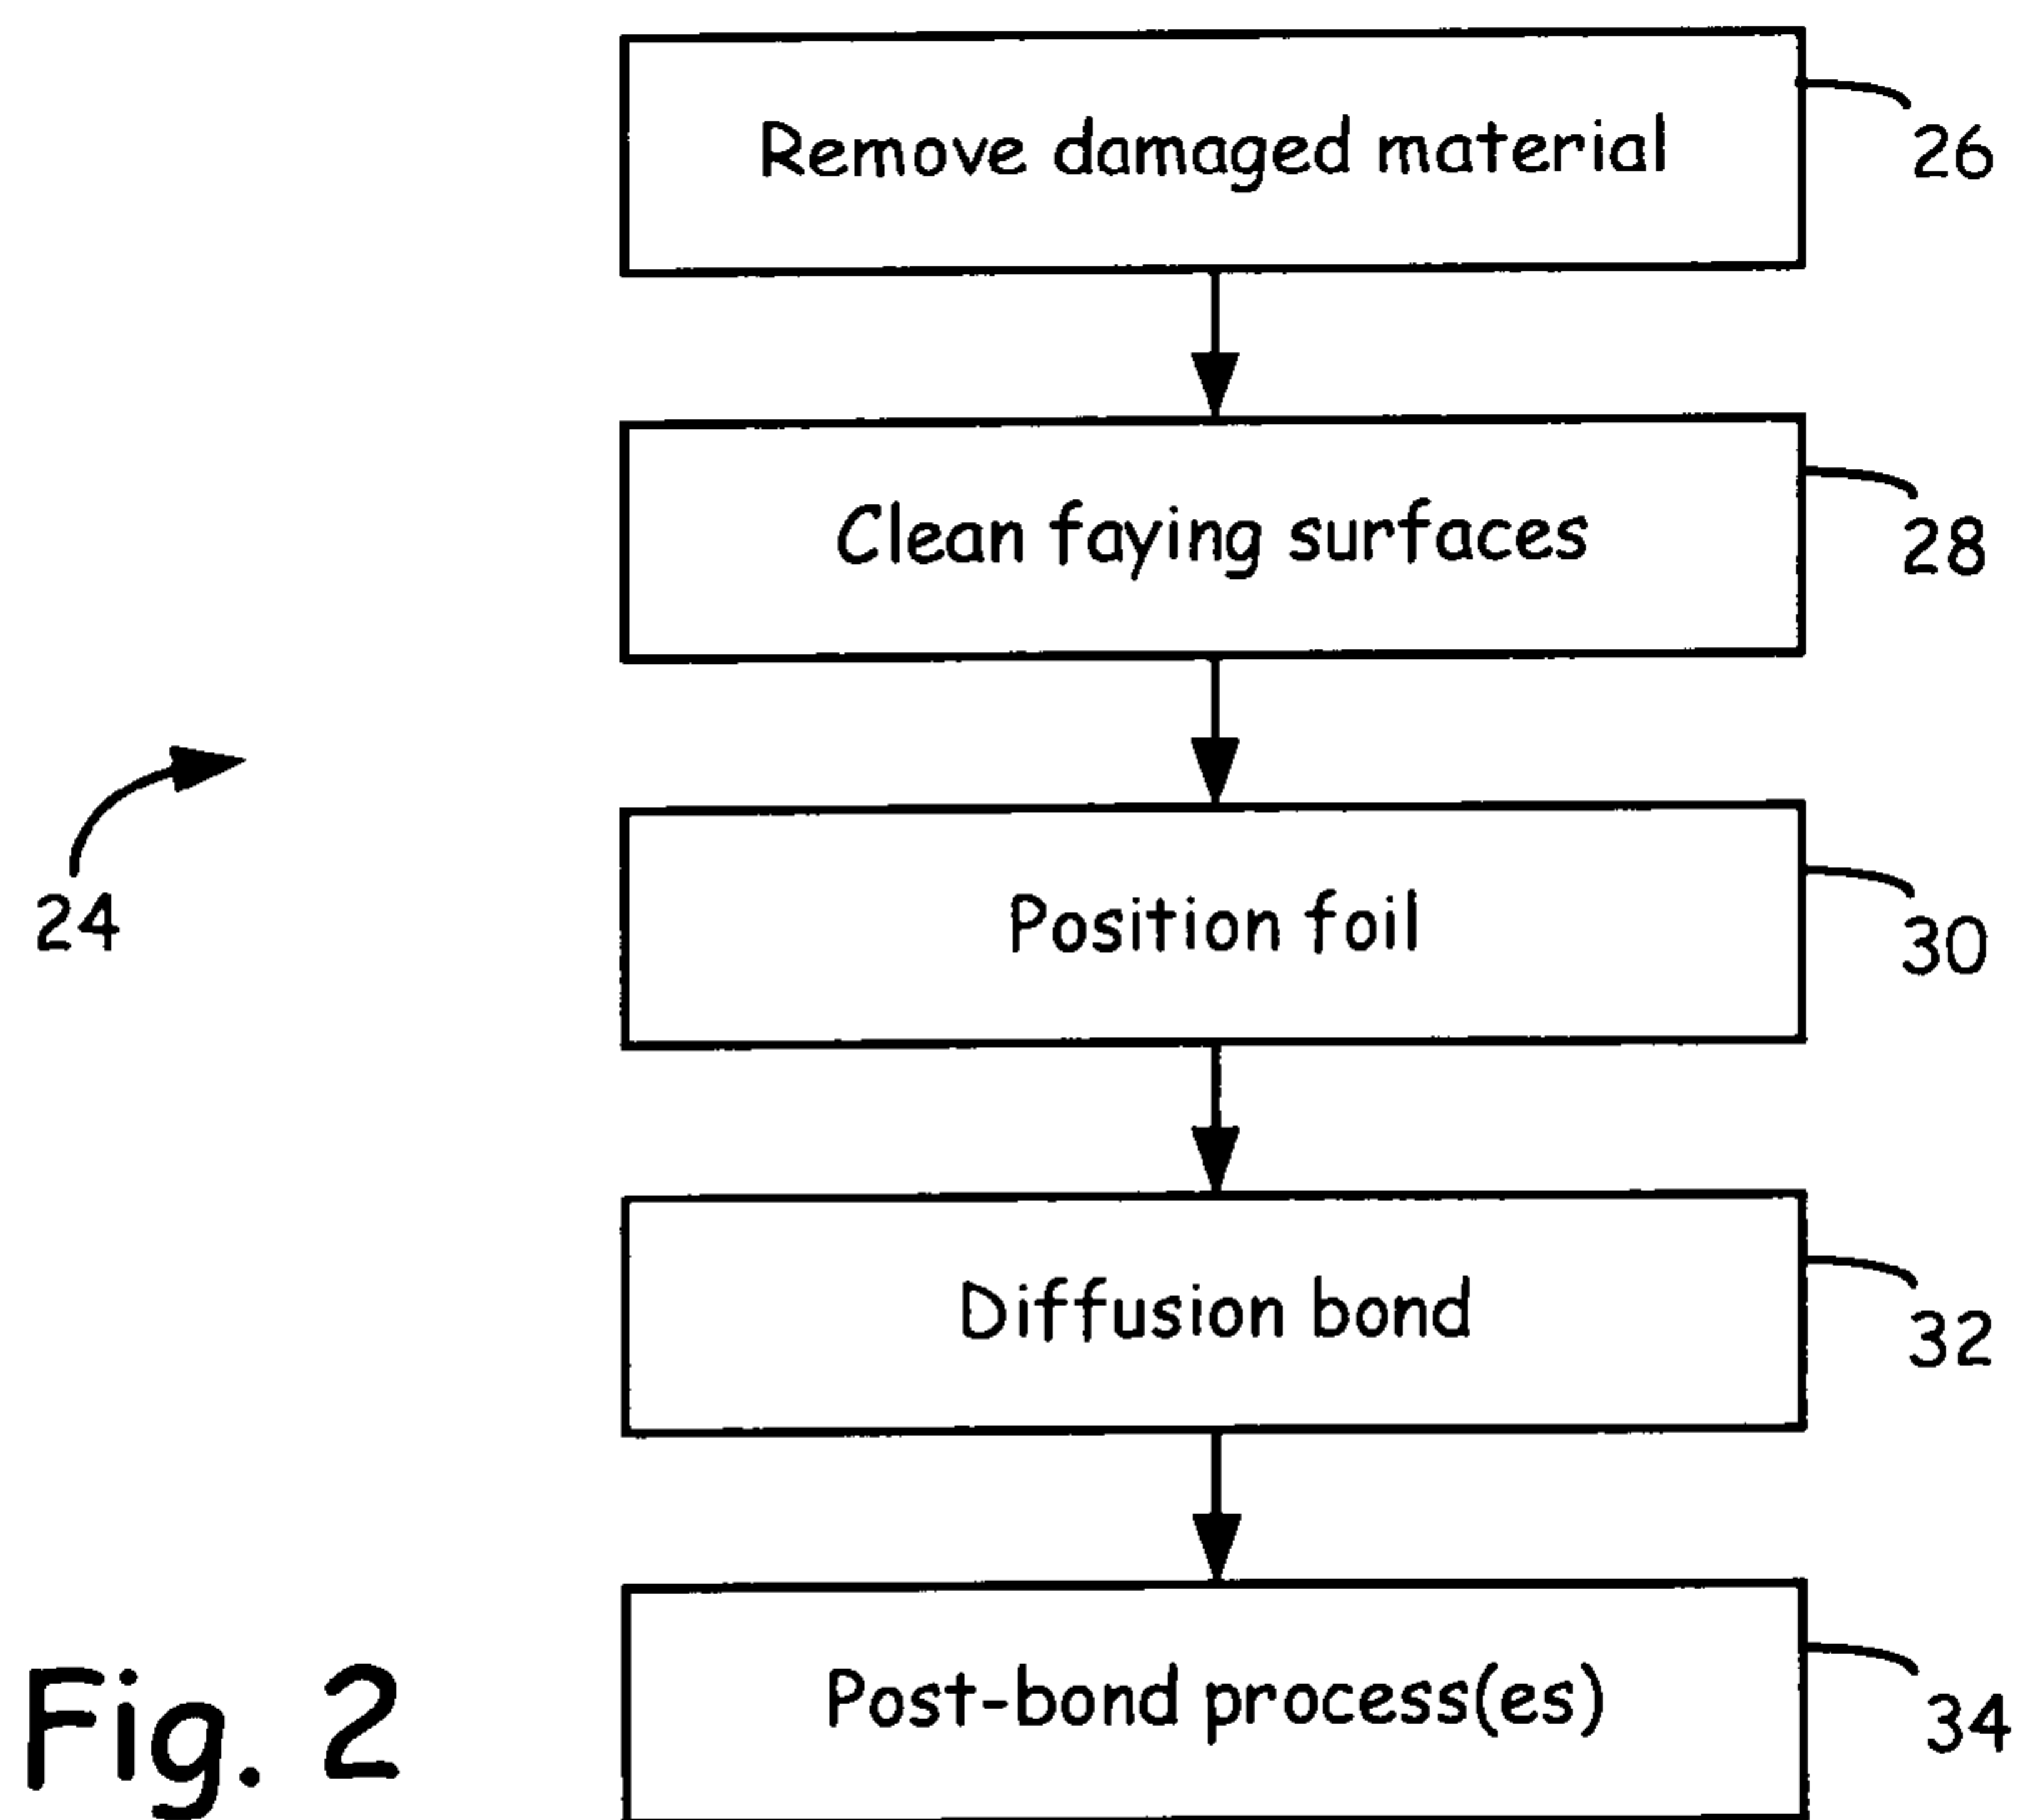 Remove damaged material
26
Clean faying surfaces
28
24
Position foil
30
Diffusion bond
32
Post-bond process(es)
34
Fig. 2